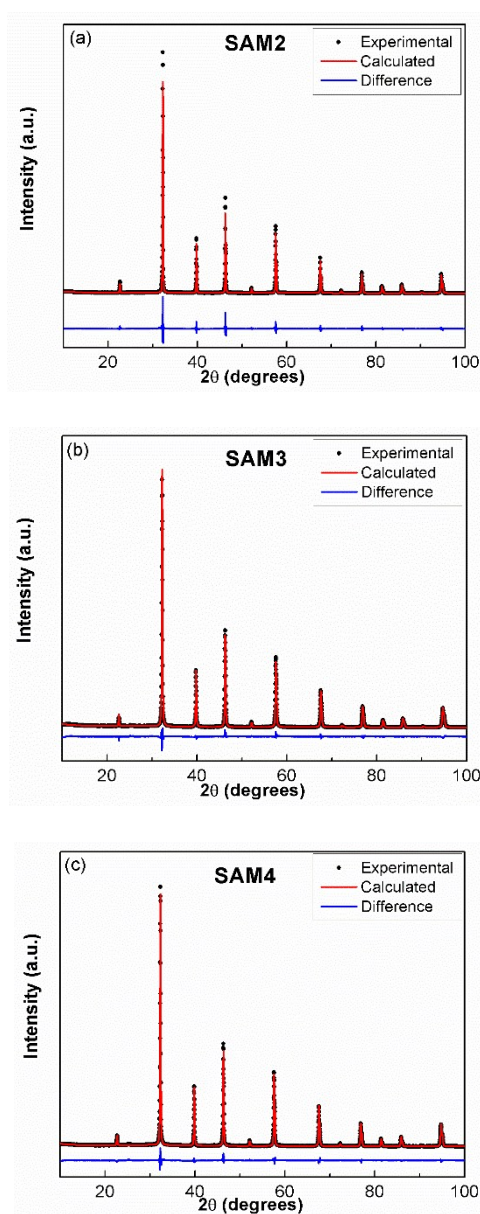 (a)
SAM2
Experimental
Calculated
Difference
Intensity (a.u.)
20 40 60 80 100
2θ (degrees)
(b)
SAM3
Experimental
Calculated
Difference
Intensity (a.u.)
20 40 60 80 100
2θ (degrees)
(c)
SAM4
Experimental
Calculated
Difference
Intensity (a.u.)
20 40 60 80 100
2θ (degrees)